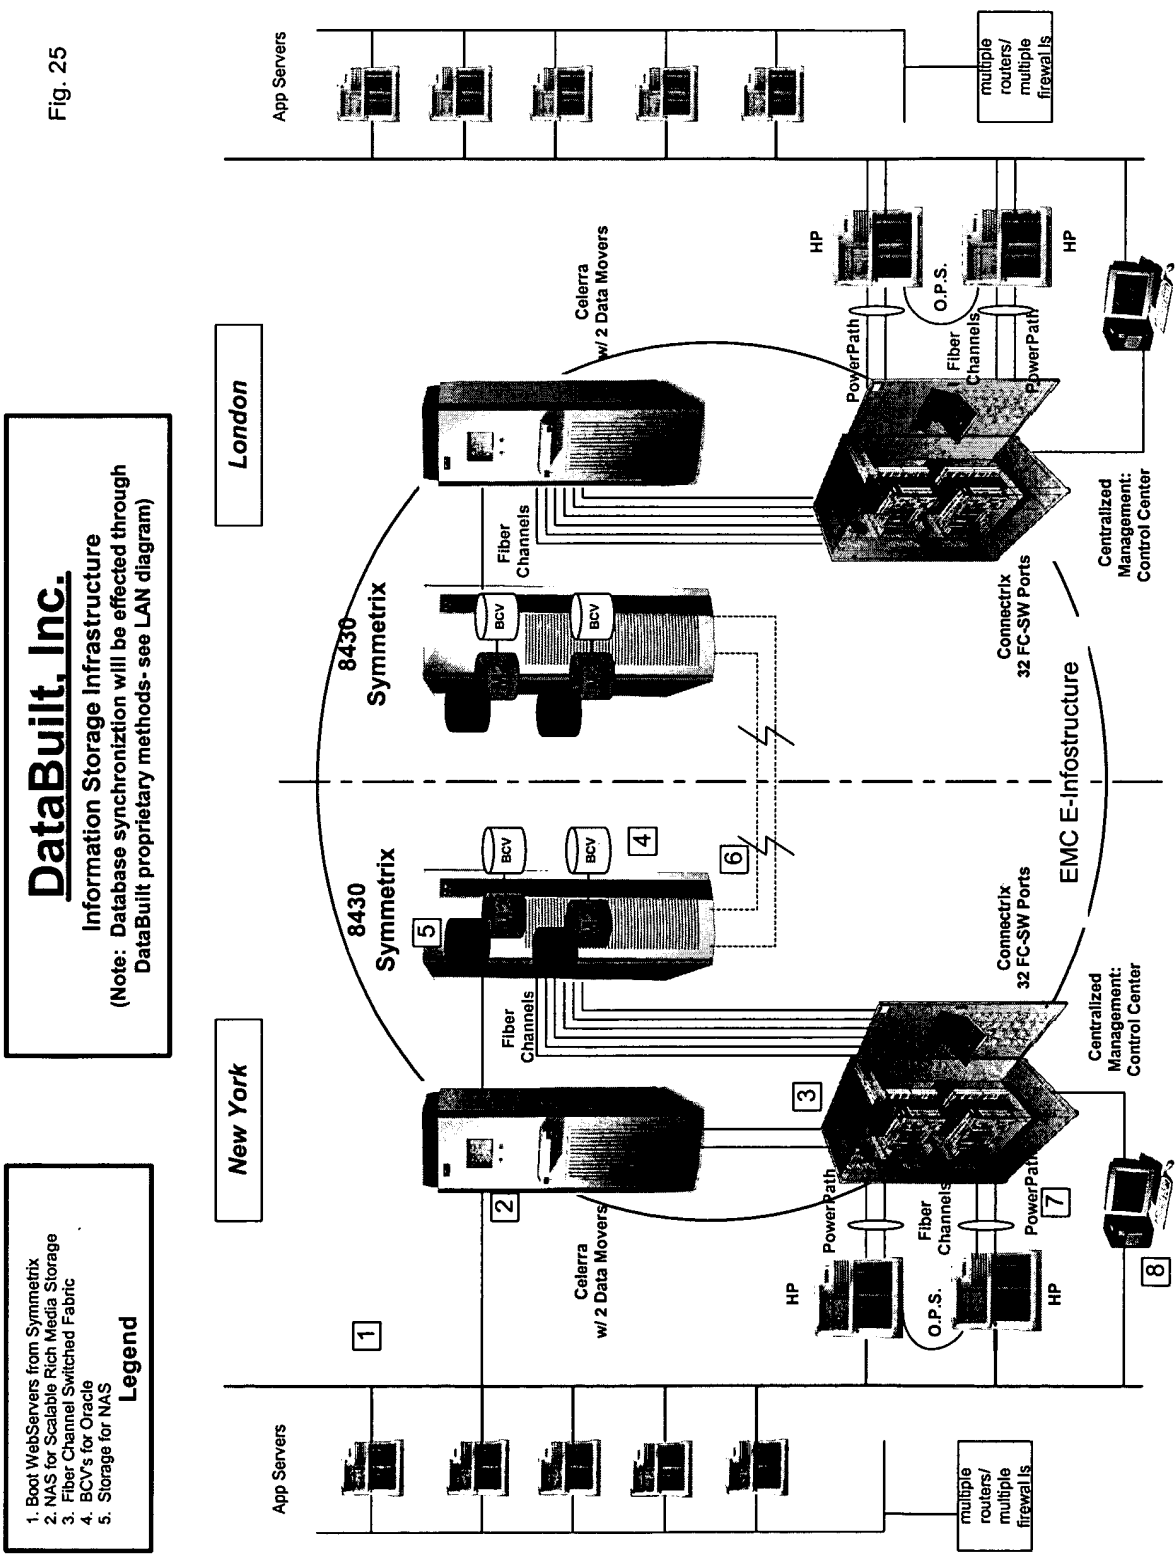 Fig. 25
DataBuilt, Inc.
Information Storage Infrastructure
(Note: Database synchroniztion will be effected through
DataBuilt proprietary methods- see LAN diagram)
1. Boot WebServers from Symmetrix
2. NAS for Scalable Rich Media Storage
3. Fiber Channel Switched Fabric
4. BCV's for Oracle
5. Storage for NAS
Legend
New York
London
App Servers
1
2
Celerra
w/ 2 Data Movers
8430
Symmetrix
5
BCV
BCV
4
6
Fiber
Channels
3
HP
PowerPath
O.P.S.
Fiber
Channels
PowerPath
7
HP
Connectrix
32 FC-SW Ports
Centralized
Management:
Control Center
8
multiple
routers/
multiple
firewal ls
EMC E-Infostructure
8430
Symmetrix
BCV
BCV
Fiber
Channels
Celerra
w/ 2 Data Movers
App Servers
HP
PowerPath
O.P.S.
Fiber
Channels
PowerPath
HP
Connectrix
32 FC-SW Ports
Centralized
Management:
Control Center
multiple
routers/
multiple
firewal ls